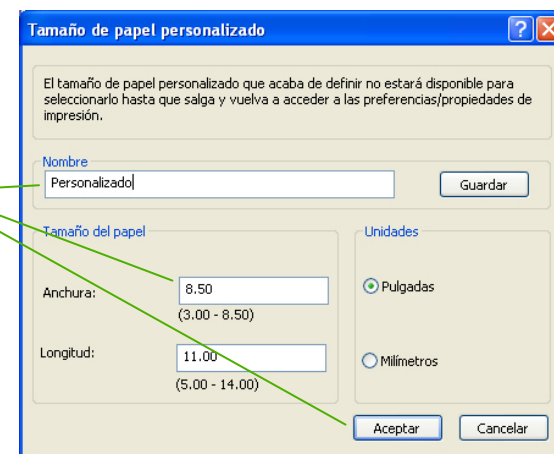 Tamaño de papel personalizado
El tamaño de papel personalizado que acaba de definir no estará disponible para
seleccionarlo hasta que salga y vuelva a acceder a las preferencias/propiedades de
impresión.
Nombre
Personalizado
Guardar
Tamaño del papel
Anchura:
8.50
(3.00 - 8.50)
Longitud:
11.00
(5.00 - 14.00)
Unidades
Pulgadas
Milímetros
Aceptar
Cancelar